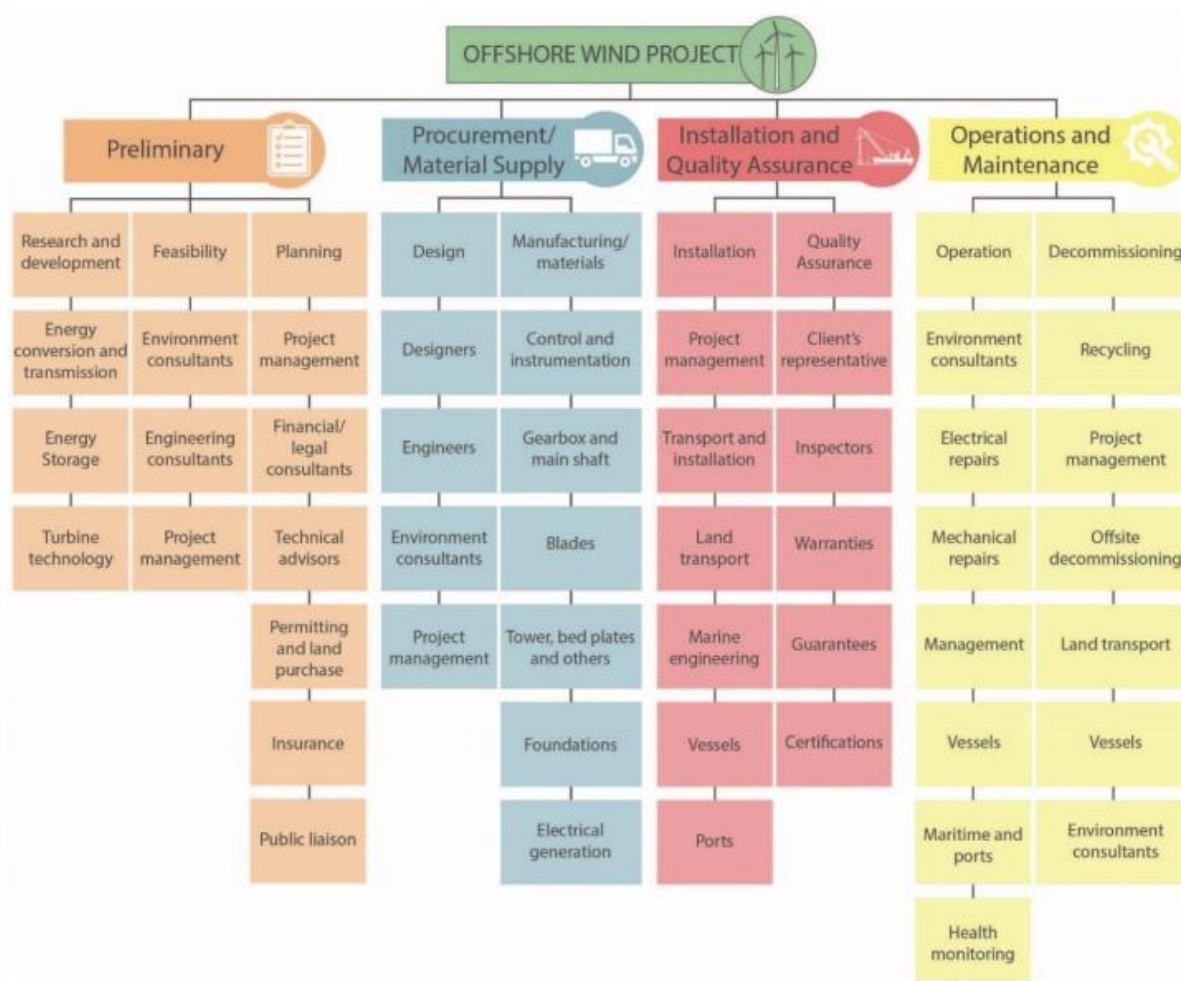 OFFSHORE WIND PROJECT
Preliminary
Procurement/
Material Supply
Installation and
Quality Assurance
Operations and
Maintenance
Research and
development
Feasibility
Planning
Design
Manufacturing/
materials
Installation
Quality
Assurance
Operation
Decommissioning
Energy
conversion and
transmission
Environment
consultants
Project
management
Designers
Control and
instrumentation
Project
management
Client's
representative
Environment
consultants
Recycling
Energy
Storage
Engineering
consultants
Financial/
legal
consultants
Engineers
Gearbox and
main shaft
Transport and
installation
Inspectors
Electrical
repairs
Project
management
Turbine
technology
Project
management
Technical
advisors
Environment
consultants
Blades
Land
transport
Warranties
Mechanical
repairs
Offsite
decommissioning
Permitting
and land
purchase
Project
management
Tower, bed plates
and others
Marine
engineering
Guarantees
Management
Land transport
Insurance
Foundations
Vessels
Certifications
Vessels
Vessels
Public liaison
Electrical
generation
Ports
Maritime and
ports
Environment
consultants
Health
monitoring